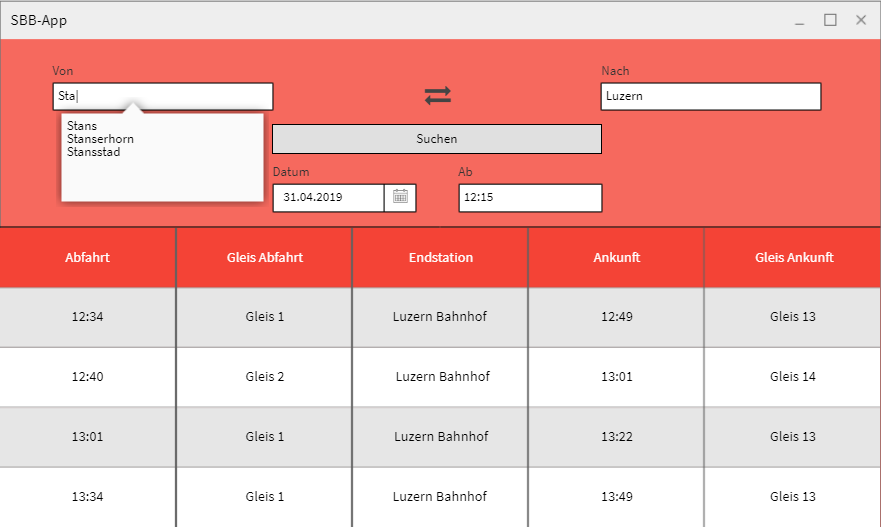 SBB-App
Von
Nach
Sta
Luzern
Stans
Stanserhorn
Stansstad
Suchen
Datum
Ab
31.04.2019
12:15
Abfahrt Gleis Abfahrt Endstation Ankunft Gleis Ankunft
12:34 Gleis 1 Luzern Bahnhof 12:49 Gleis 13
12:40 Gleis 2 Luzern Bahnhof 13:01 Gleis 14
13:01 Gleis 1 Luzern Bahnhof 13:22 Gleis 13
13:34 Gleis 1 Luzern Bahnhof 13:49 Gleis 13